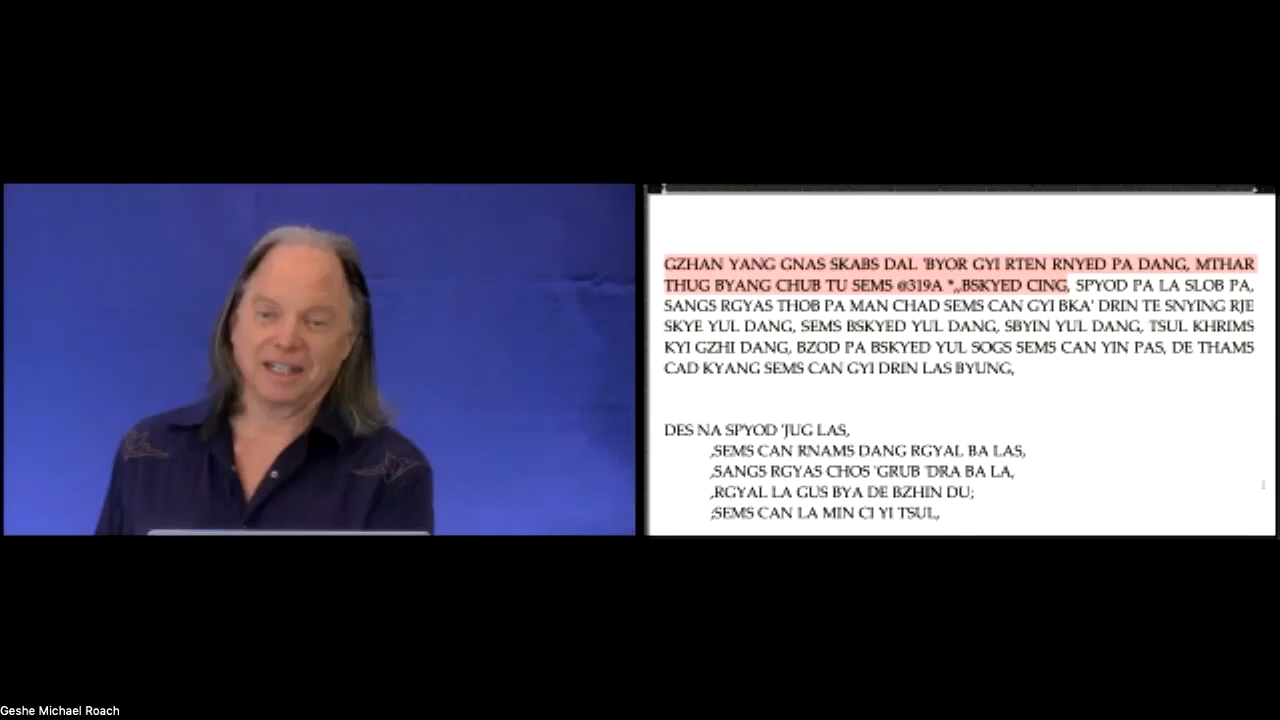 GZHAN YANG GNAS SKABS DAL 'BYOR GYI RTEN RNYED PA DANG, MTHAR
THUG BYANG CHUB TU SEMS @319A *,,BSKYED CING, SPYOD PA LA SLOB PA,
SANGS RGYAS THOB PA MAN CHAD SEMS CAN GYI BKA' DRIN TE SNYING RJE
SKYE YUL DANG, SEMS BSKYED YUL DANG, SBYIN YUL DANG, TSUL KHRIMS
KYI GZHI DANG, BZOD PA BSKYED YUL SOGS SEMS CAN YIN PAS, DE THAMS
CAD KYANG SEMS CAN GYI DRIN LAS BYUNG,
DES NA SPYOD 'JUG LAS,
,SEMS CAN RNAMS DANG RGYAL BA LAS,
,SANGS RGYAS CHOS 'GRUB 'DRA BA LA,
,RGYAL LA GUS BYA DE BZHIN DU;
;SEMS CAN LA MIN CI YI TSUL,
Geshe Michael Roach